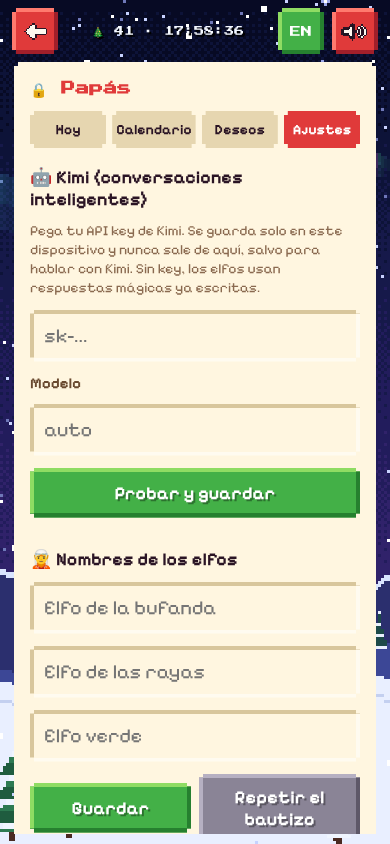 41 · 17:58:36
EN
Papás
Hoy
Calendario
Deseos
Ajustes
Kimi (conversaciones
inteligentes)
Pega tu API key de Kimi. Se guarda solo en este
dispositivo y nunca sale de aquí, salvo para
hablar con Kimi. Sin key, los elfos usan
respuestas mágicas ya escritas.
sk-...
Modelo
auto
Probar y guardar
Nombres de los elfos
Elfo de la bufanda
Elfo de las rayas
Elfo verde
Guardar
Repetir el
bautizo